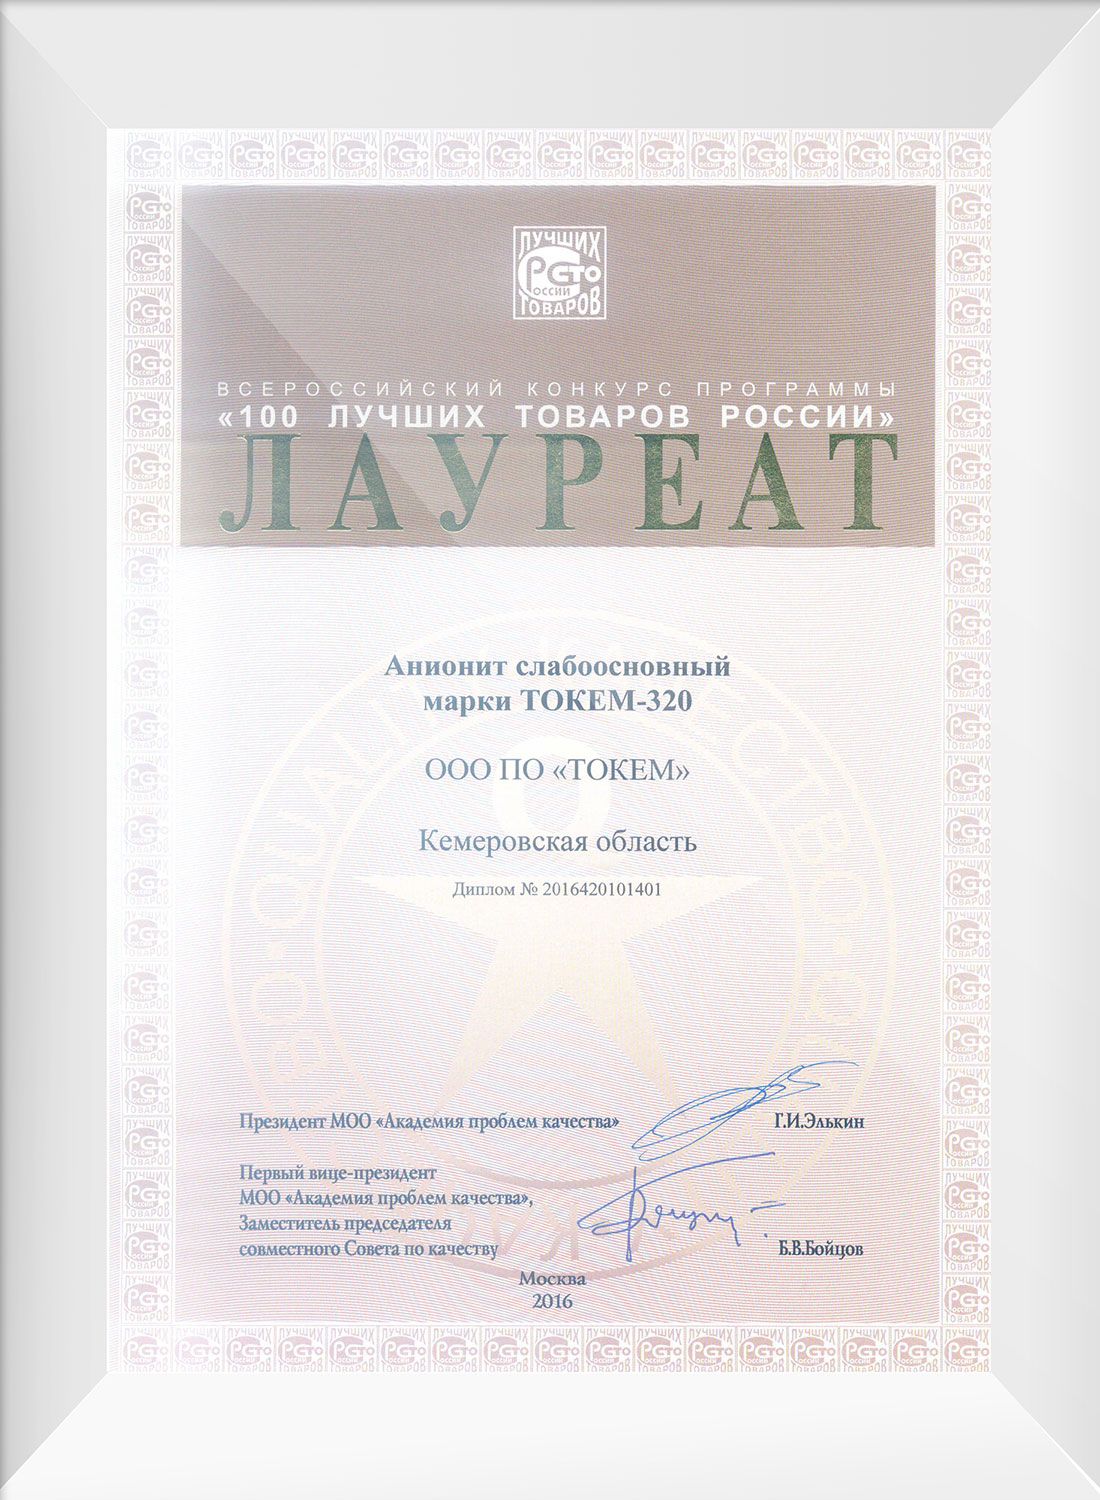 ЛУЧШИХ
СТО
РОССИИ
ТОВАРОВ
ВСЕРОССИЙСКИЙ КОНКУРС ПРОГРАММЫ
«100 ЛУЧШИХ ТОВАРОВ РОССИИ»
ЛАУРЕАТ
Анионит слабоосновный
марки ТОКЕМ-320
ООО ПО «ТОКЕМ»
Кемеровская область
Диплом № 2016420101401
Президент МОО «Академия проблем качества»
Г.И.Элькин
Первый вице-президент
МОО «Академия проблем качества»,
Заместитель председателя
совместного Совета по качеству
Б.В.Бойцов
Москва
2016